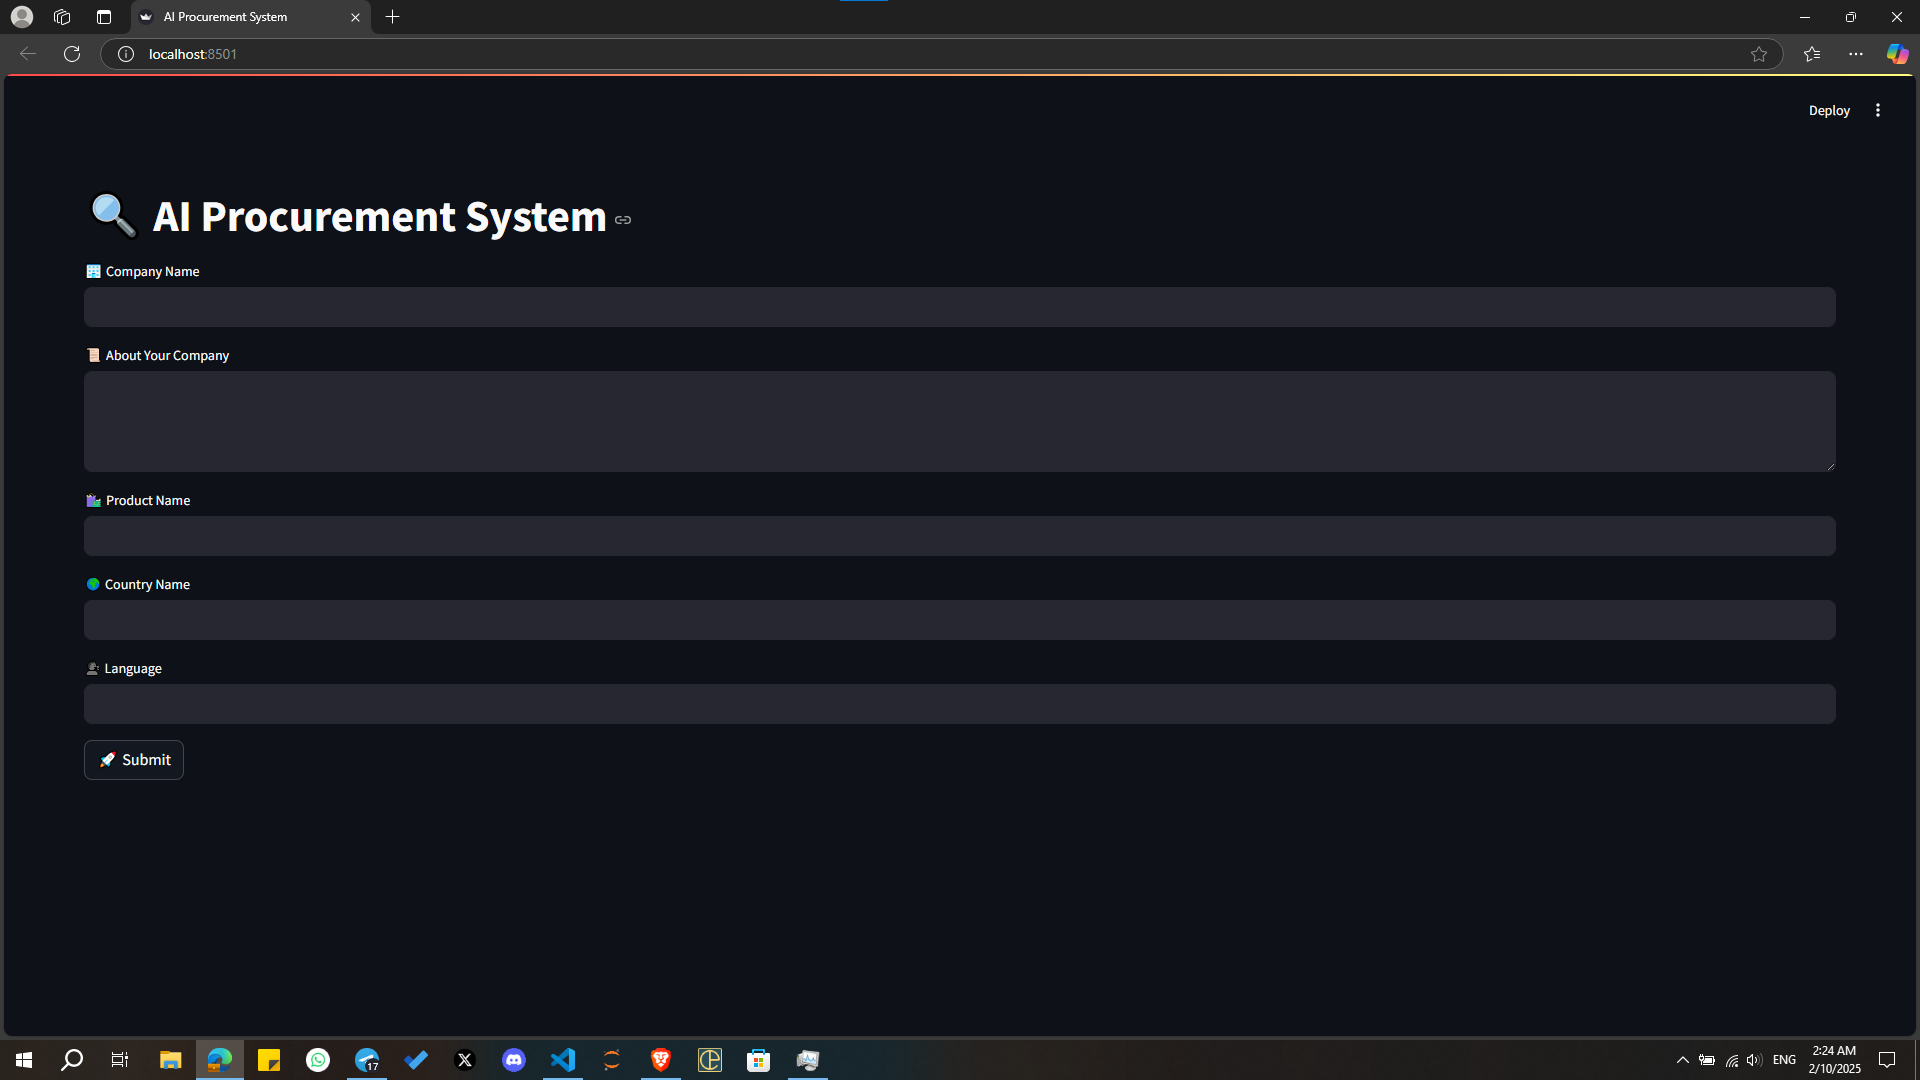 AI Procurement System
localhost:8501
Deploy
AI Procurement System
Company Name
About Your Company
Product Name
Country Name
Language
Submit
17
ENG
2:24 AM
2/10/2025